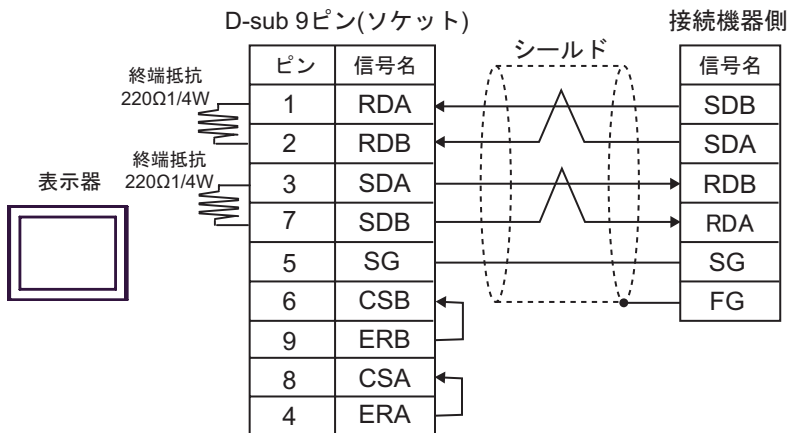 D-sub 9ピン(ソケット)
接続機器側
シールド
ピン 信号名
信号名
終端抵抗
220Ω1/4W
1 RDA
SDB
2 RDB
SDA
終端抵抗
220Ω1/4W
表示器
3 SDA
RDB
7 SDB
RDA
5 SG
SG
6 CSB
FG
9 ERB
8 CSA
4 ERA